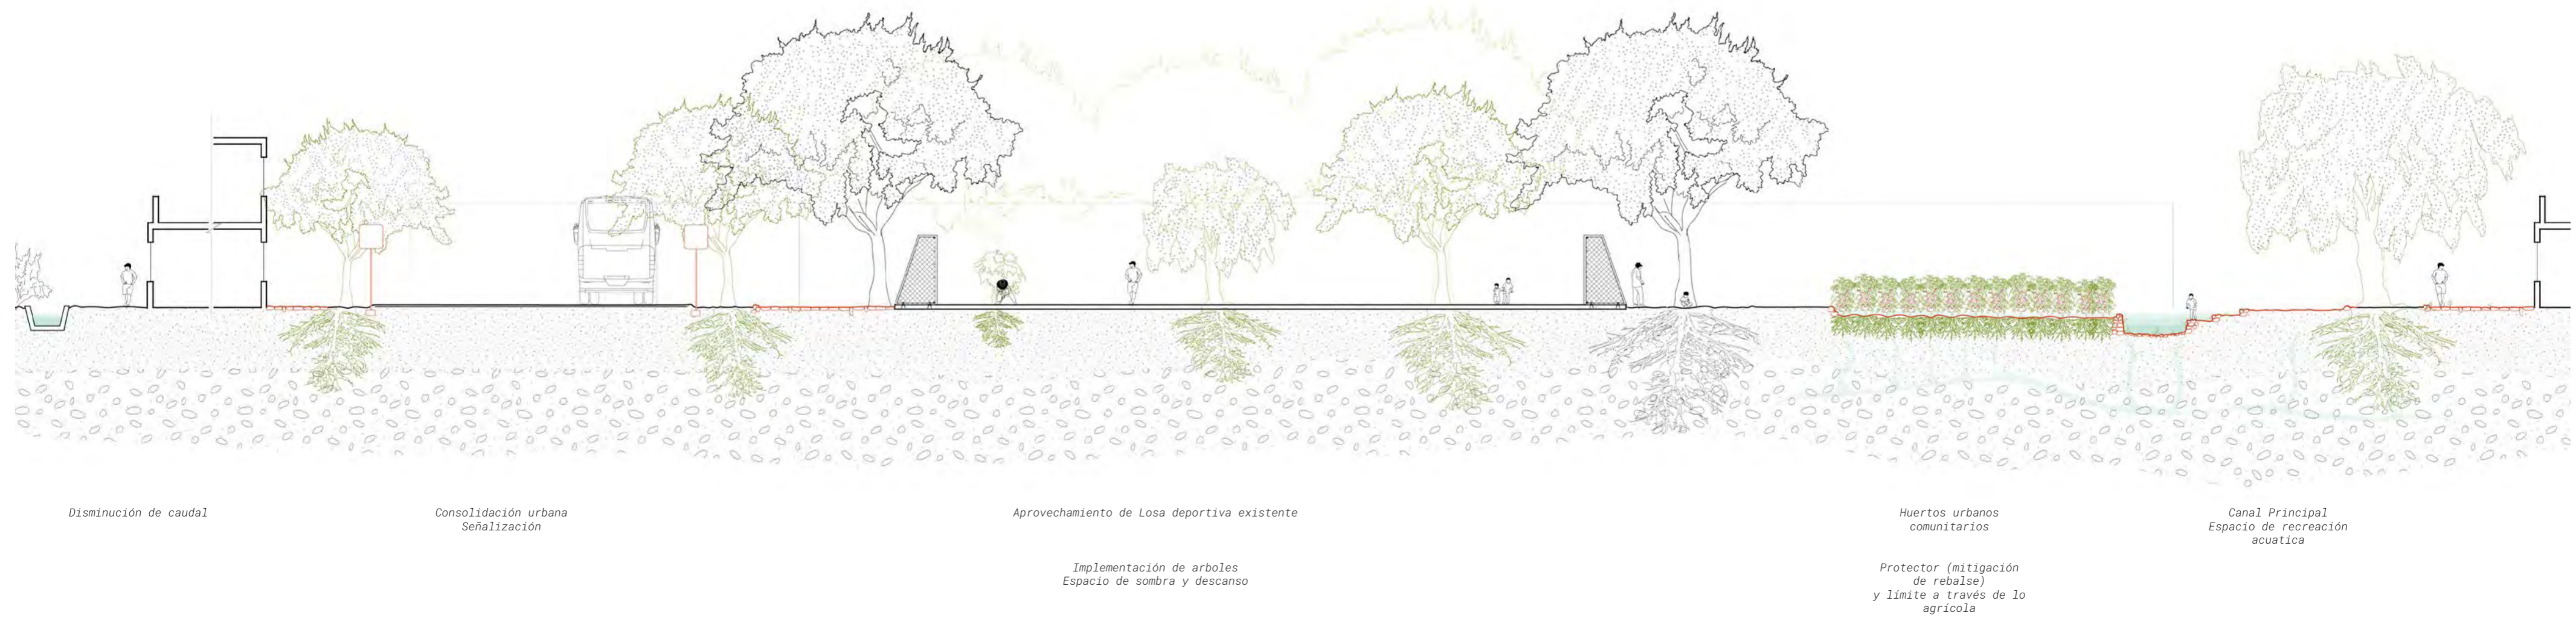 Disminución de caudal
Consolidación urbana
Señalización
Aprovechamiento de Losa deportiva existente
Implementación de arboles
Espacio de sombra y descanso
Huertos urbanos
comunitarios
Protector (mitigación
de rebalse)
y límite a través de lo
agrícola
Canal Principal
Espacio de recreación
acuatica